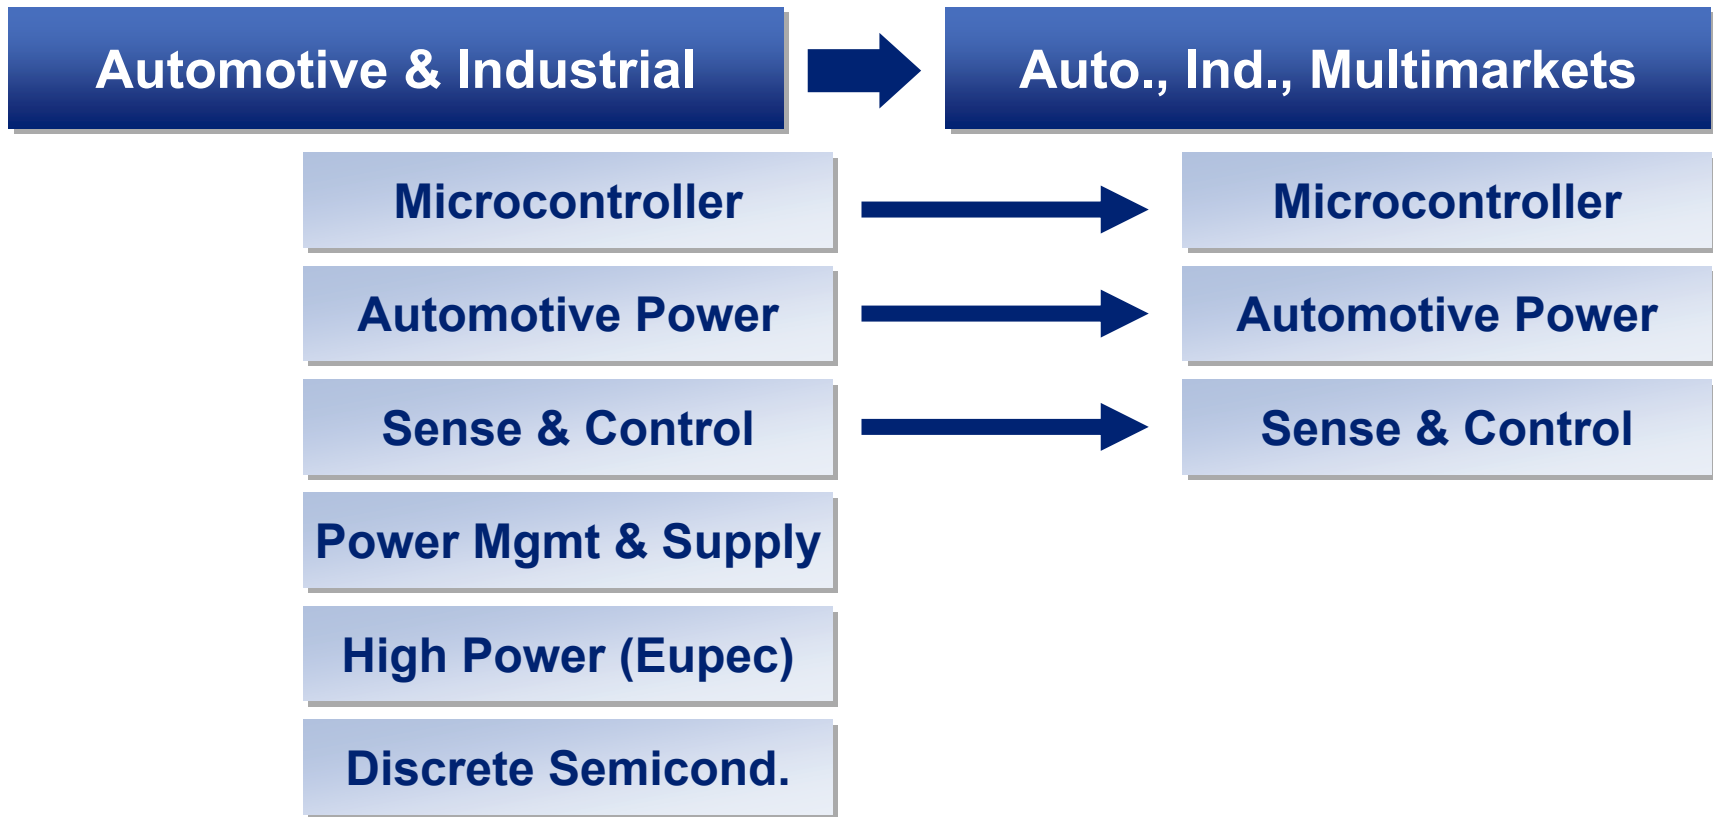 Automotive & Industrial
Auto., Ind., Multimarkets
Microcontroller
Microcontroller
Automotive Power
Automotive Power
Sense & Control
Sense & Control
Power Mgmt & Supply
High Power (Eupec)
Discrete Semicond.